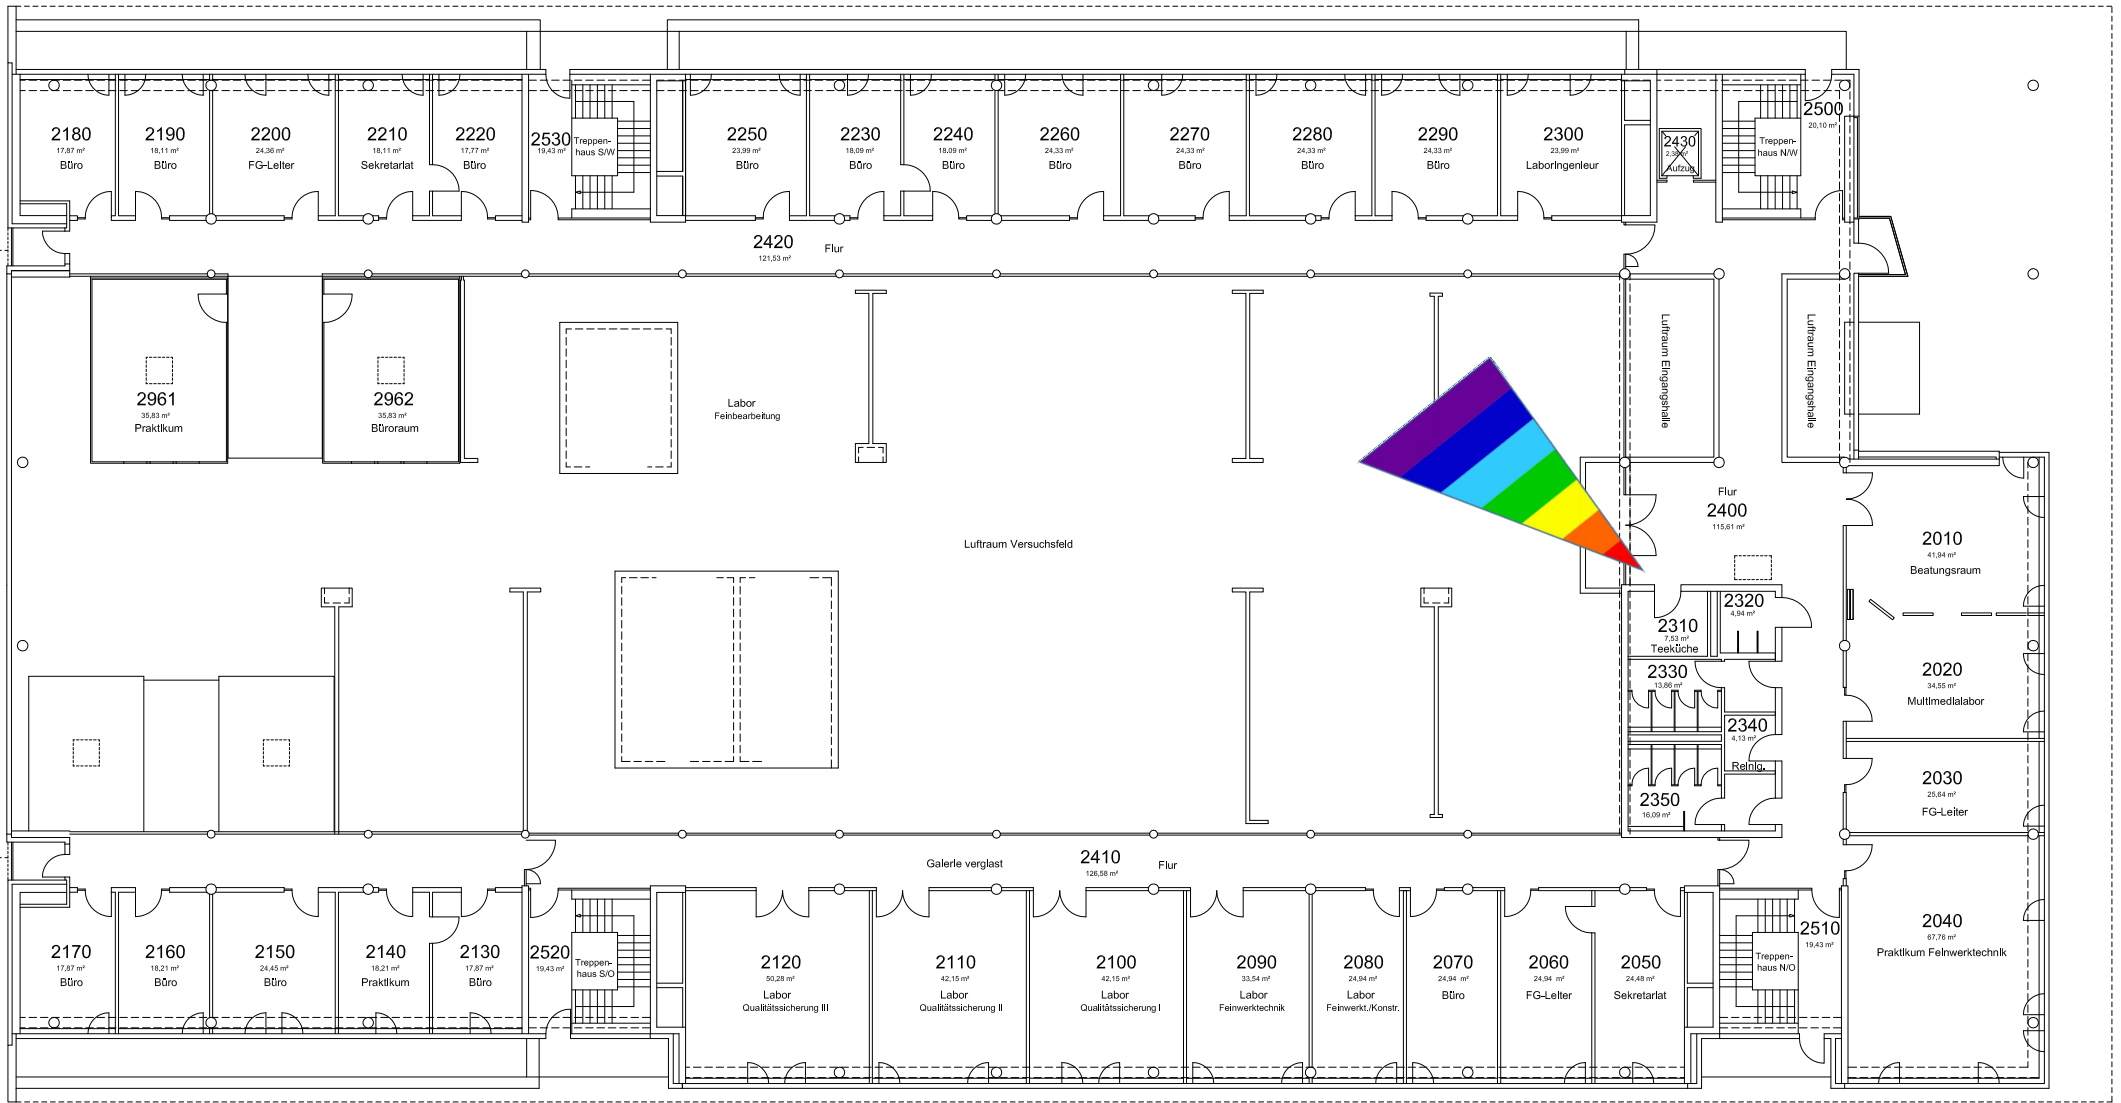 2180
17,87 m²
Büro
2190
18,11 m²
Büro
2200
24,36 m²
FG-Leiter
2210
18,11 m²
Sekretariat
2220
17,77 m²
Büro
2530
19,43 m²
Treppen-
haus S/W
2250
23,99 m²
Büro
2230
18,09 m²
Büro
2240
18,09 m²
Büro
2260
24,33 m²
Büro
2270
24,33 m²
Büro
2280
24,33 m²
Büro
2290
24,33 m²
Büro
2300
23,99 m²
Laboringenieur
2430
2,38 m²
Aufzug
Treppen-
haus N/W
2500
20,10 m²
2420
121,53 m²
Flur
2961
35,83 m²
Praktikum
2962
35,83 m²
Büroraum
Labor
Feinbearbeitung
Luftraum Eingangshalle
Luftraum Eingangshalle
Flur
2400
115,61 m²
Luftraum Versuchsfeld
2010
41,94 m²
Beatungsraum
2310
7,53 m²
Teeküche
2320
4,94 m²
2330
13,86 m²
2020
34,55 m²
Multimedialabor
2340
4,13 m²
Reinig.
2350
16,09 m²
2030
25,64 m²
FG-Leiter
Galerie verglast
2410
126,58 m²
Flur
2170
17,87 m²
Büro
2160
18,21 m²
Büro
2150
24,45 m²
Büro
2140
18,21 m²
Praktikum
2130
17,87 m²
Büro
2520
19,43 m²
Treppen-
haus S/O
2120
50,28 m²
Labor
Qualitätssicherung III
2110
42,15 m²
Labor
Qualitätssicherung II
2100
42,15 m²
Labor
Qualitätssicherung I
2090
33,54 m²
Labor
Feinwerktechnik
2080
24,94 m²
Labor
Feinwerkt./Konstr.
2070
24,94 m²
Büro
2060
24,94 m²
FG-Leiter
2050
24,48 m²
Sekretariat
Treppen-
haus N/O
2510
19,43 m²
2040
67,76 m²
Praktikum Feinwerktechnik